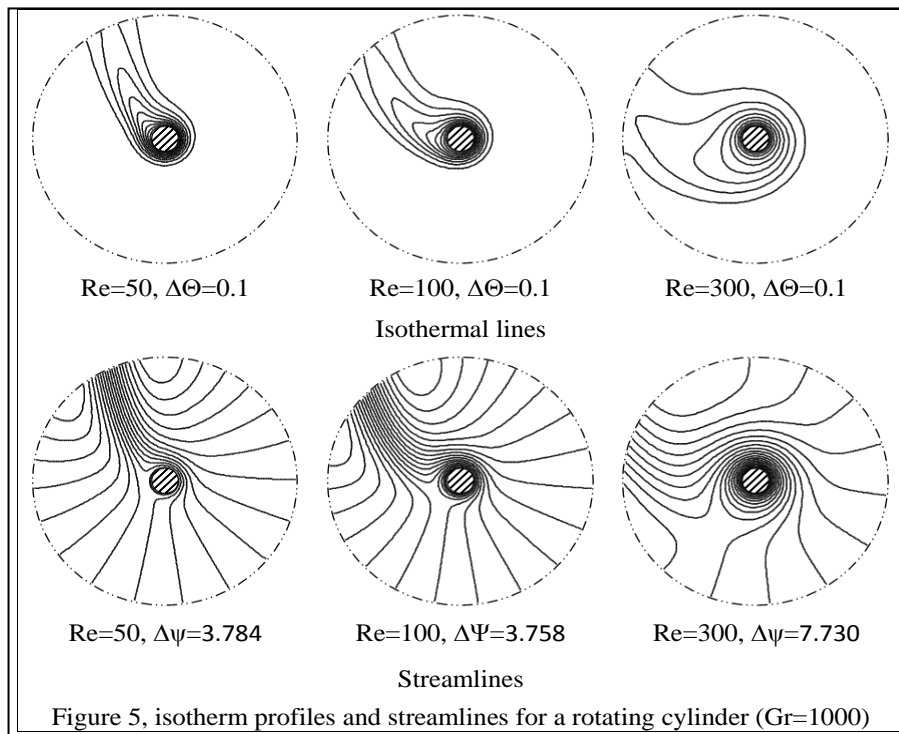 Re=50, ΔΘ=0.1 Re=100, ΔΘ=0.1 Re=300, ΔΘ=0.1
Isothermal lines
Re=50, Δψ=3.784 Re=100, ΔΨ=3.758 Re=300, Δψ=7.730
Streamlines
Figure 5, isotherm profiles and streamlines for a rotating cylinder (Gr=1000)